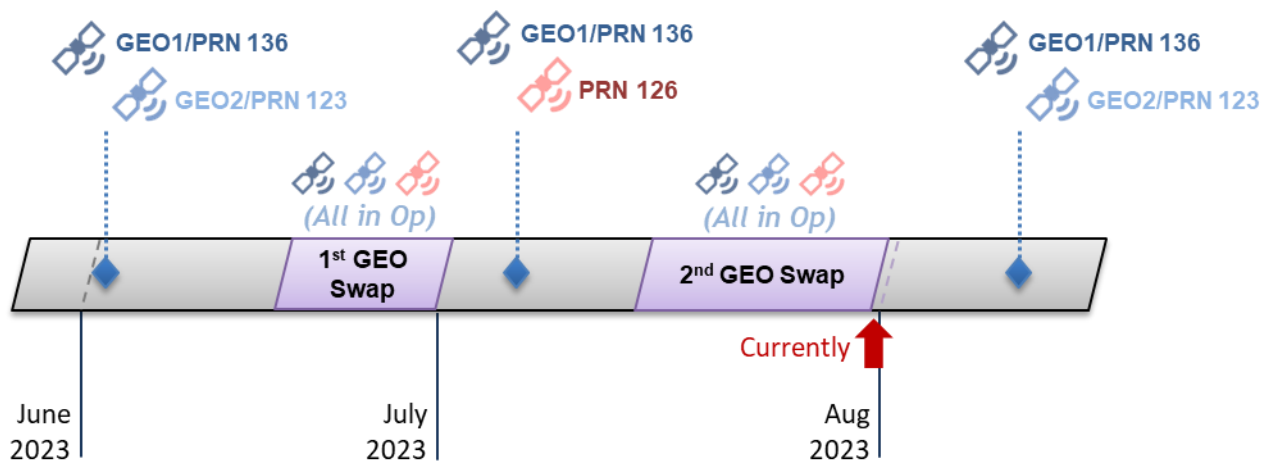 GEO1/PRN 136
GEO2/PRN 123
GEO1/PRN 136
PRN 126
GEO1/PRN 136
GEO2/PRN 123
(All in Op)
(All in Op)
1st GEO
Swap
2nd GEO Swap
Currently
June
2023
July
2023
Aug
2023